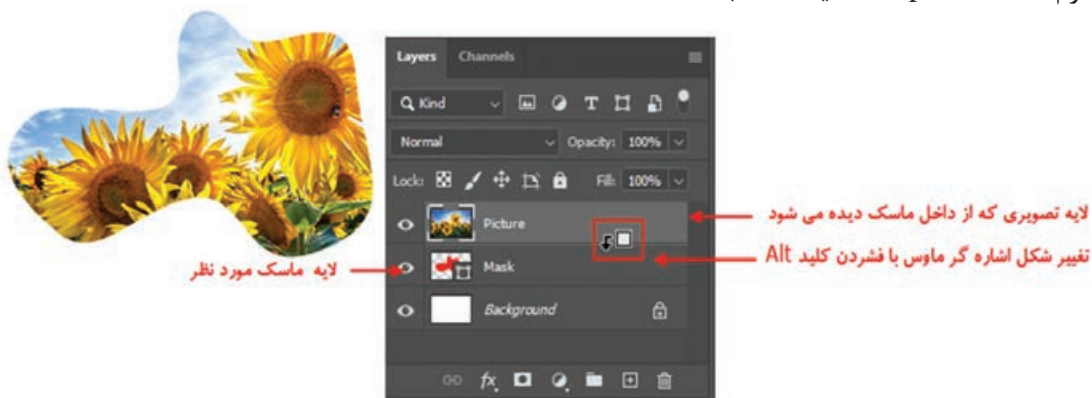 Layers Channels
Kind
Normal Opacity: 100%
Lock: Fill: 100%
Picture
لایه تصویری که از داخل ماسک دیده می شود
تغییر شکل اشاره گر ماوس با فشردن کلید Alt
Mask
لایه ماسک مورد نظر
Background
fx